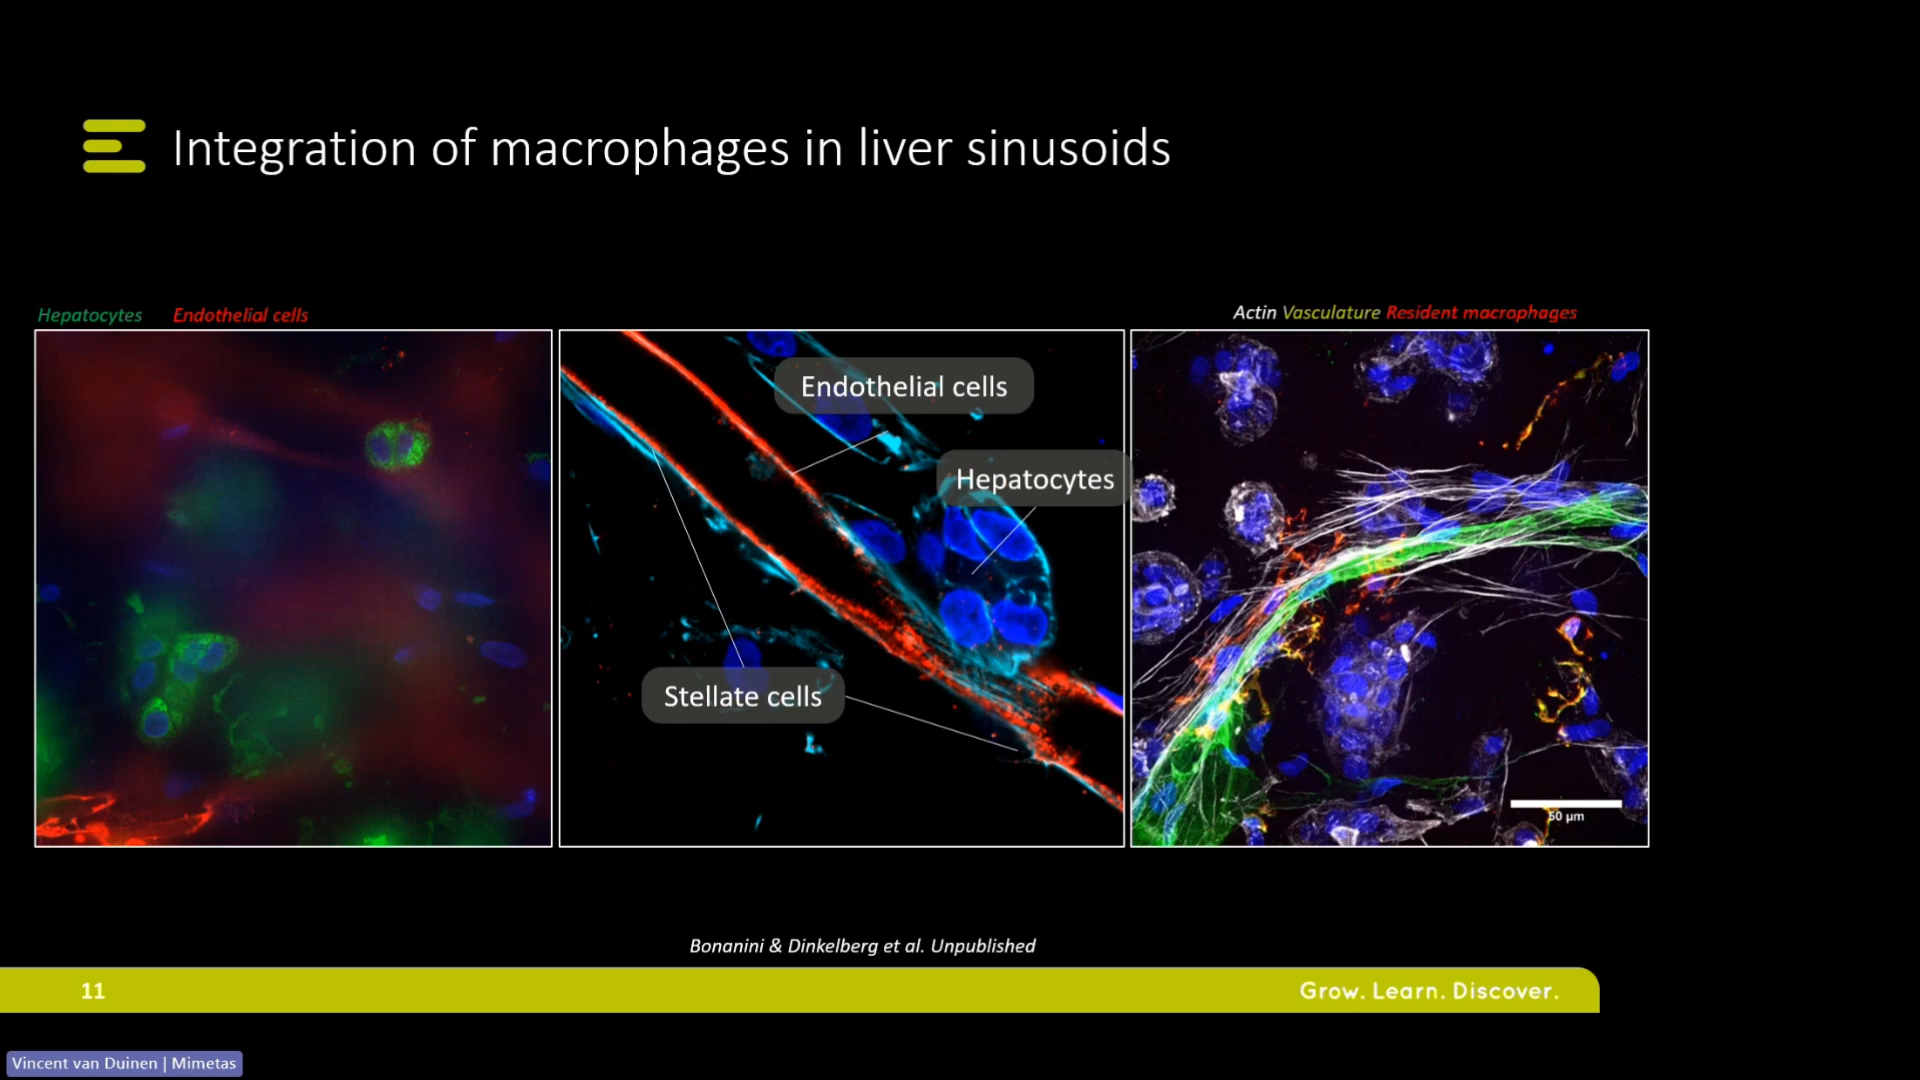 Integration of macrophages in liver sinusoids
Hepatocytes Endothelial cells
Actin Vasculature Resident macrophages
Endothelial cells
Hepatocytes
Stellate cells
50 µm
Bonanini & Dinkelberg et al. Unpublished
11
Grow. Learn. Discover.
Vincent van Duinen | Mimetas